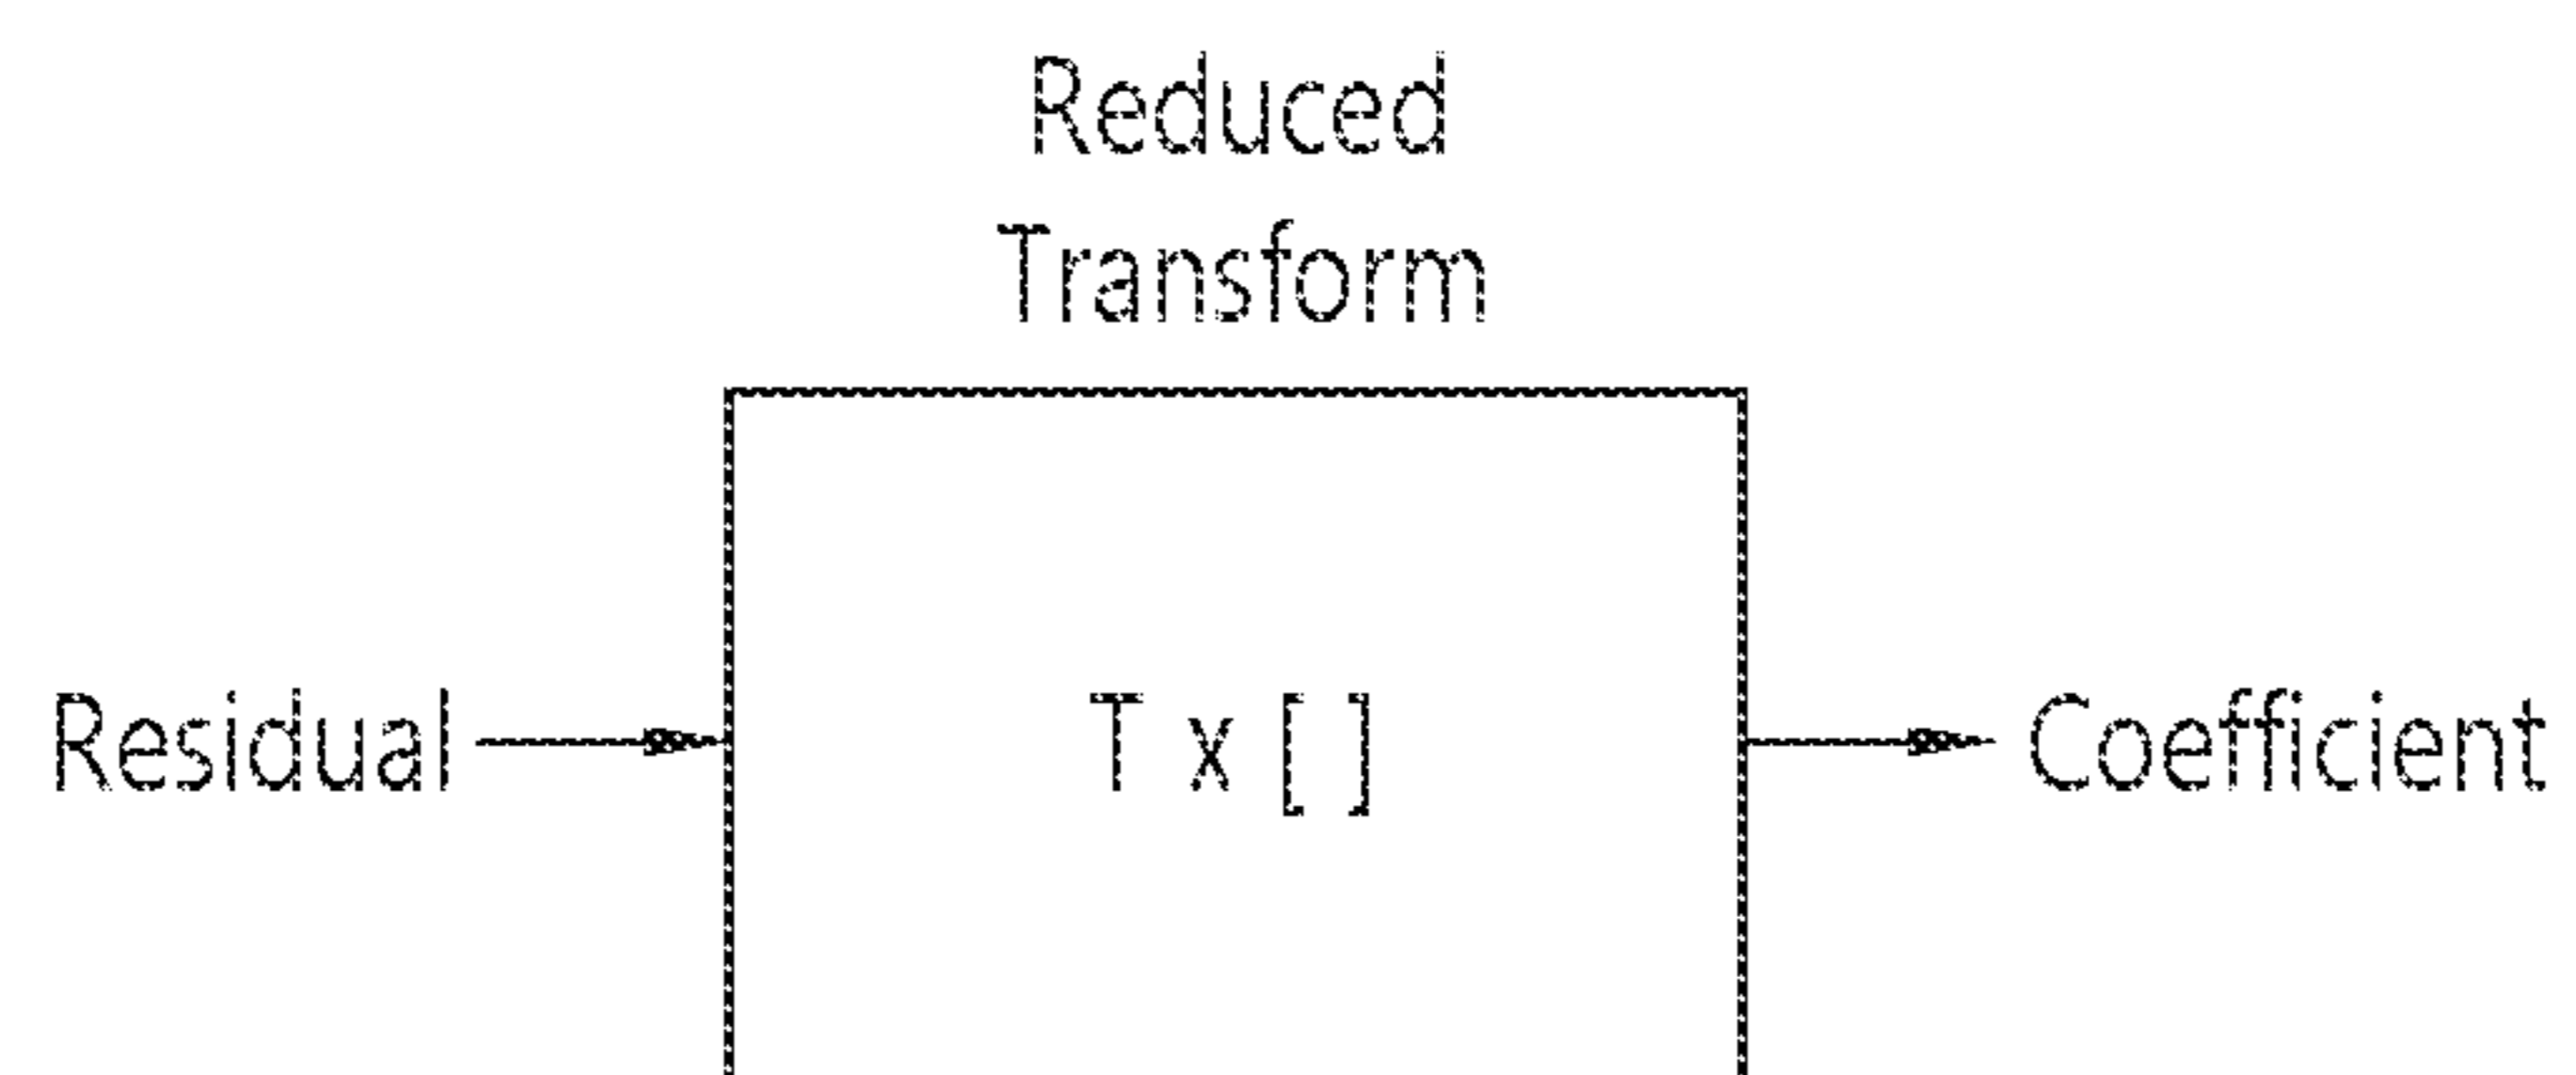 Reduced
Transform
Residual
T x [ ]
Coefficient